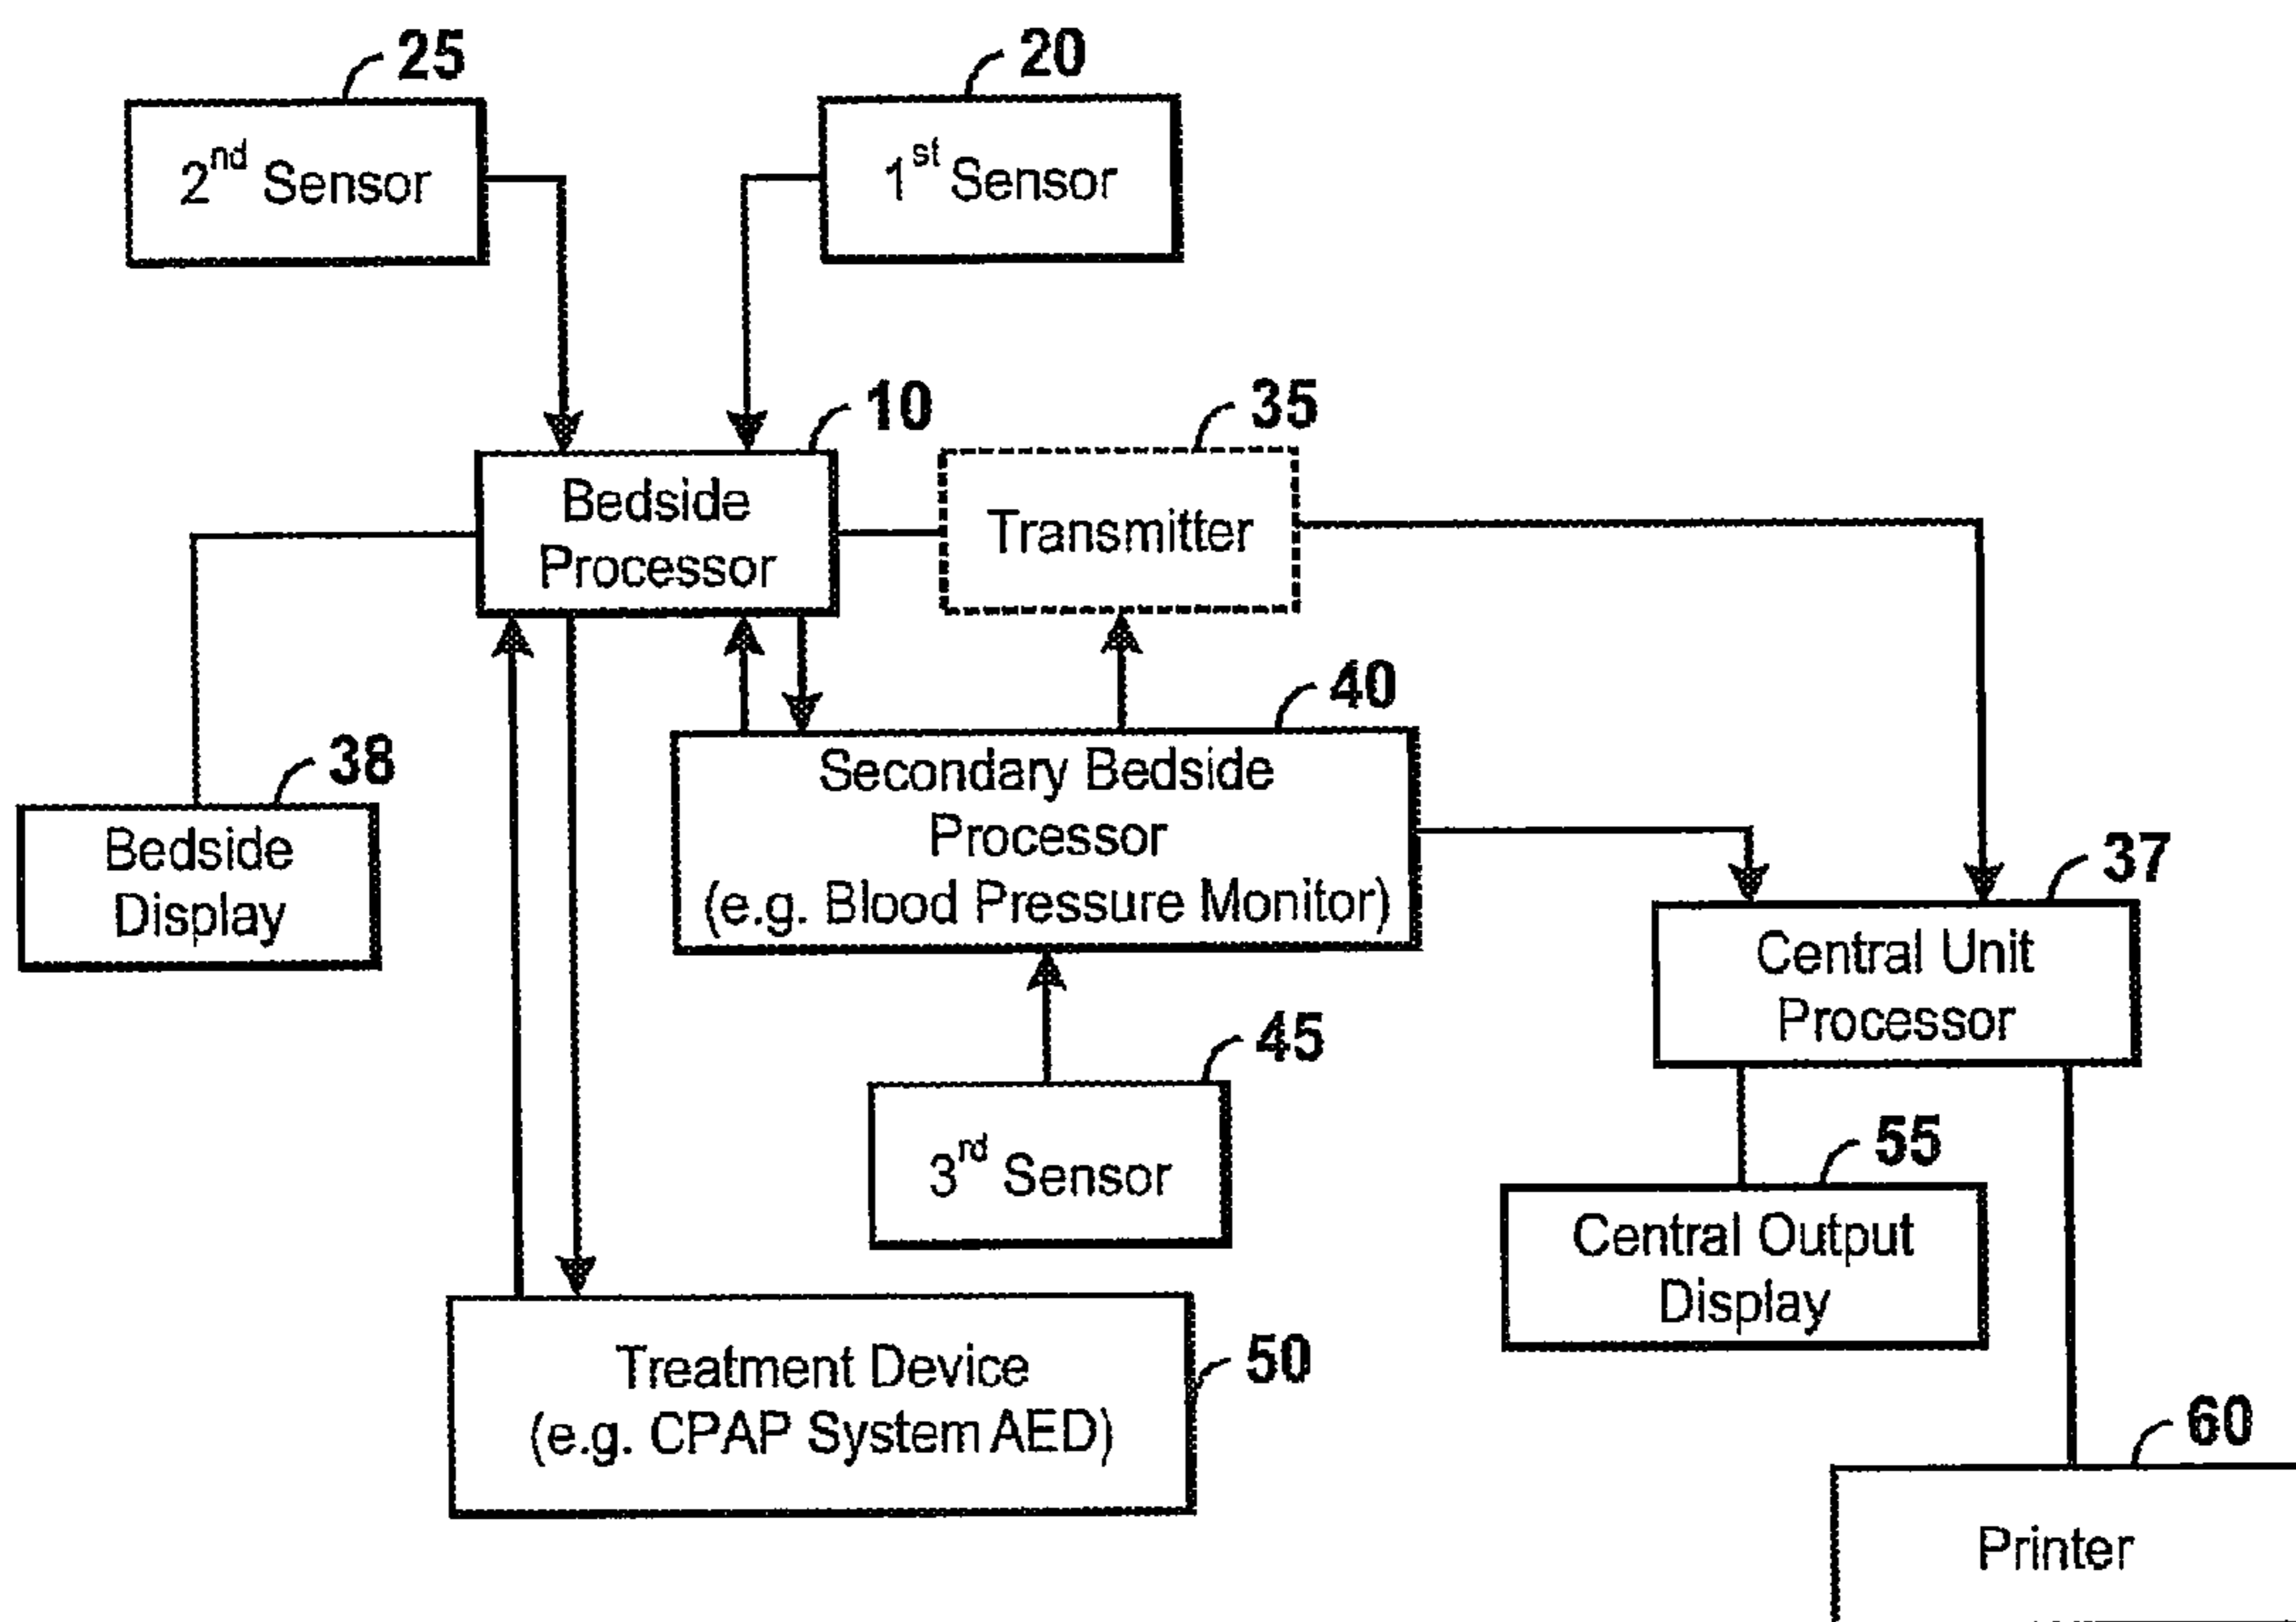 25
20
2nd Sensor
1st Sensor
10
35
Bedside
Processor
Transmitter
40
38
Secondary Bedside
Processor
(e.g. Blood Pressure Monitor)
Bedside
Display
37
Central Unit
Processor
45
3rd Sensor
55
Central Output
Display
50
Treatment Device
(e.g. CPAP System AED)
60
Printer